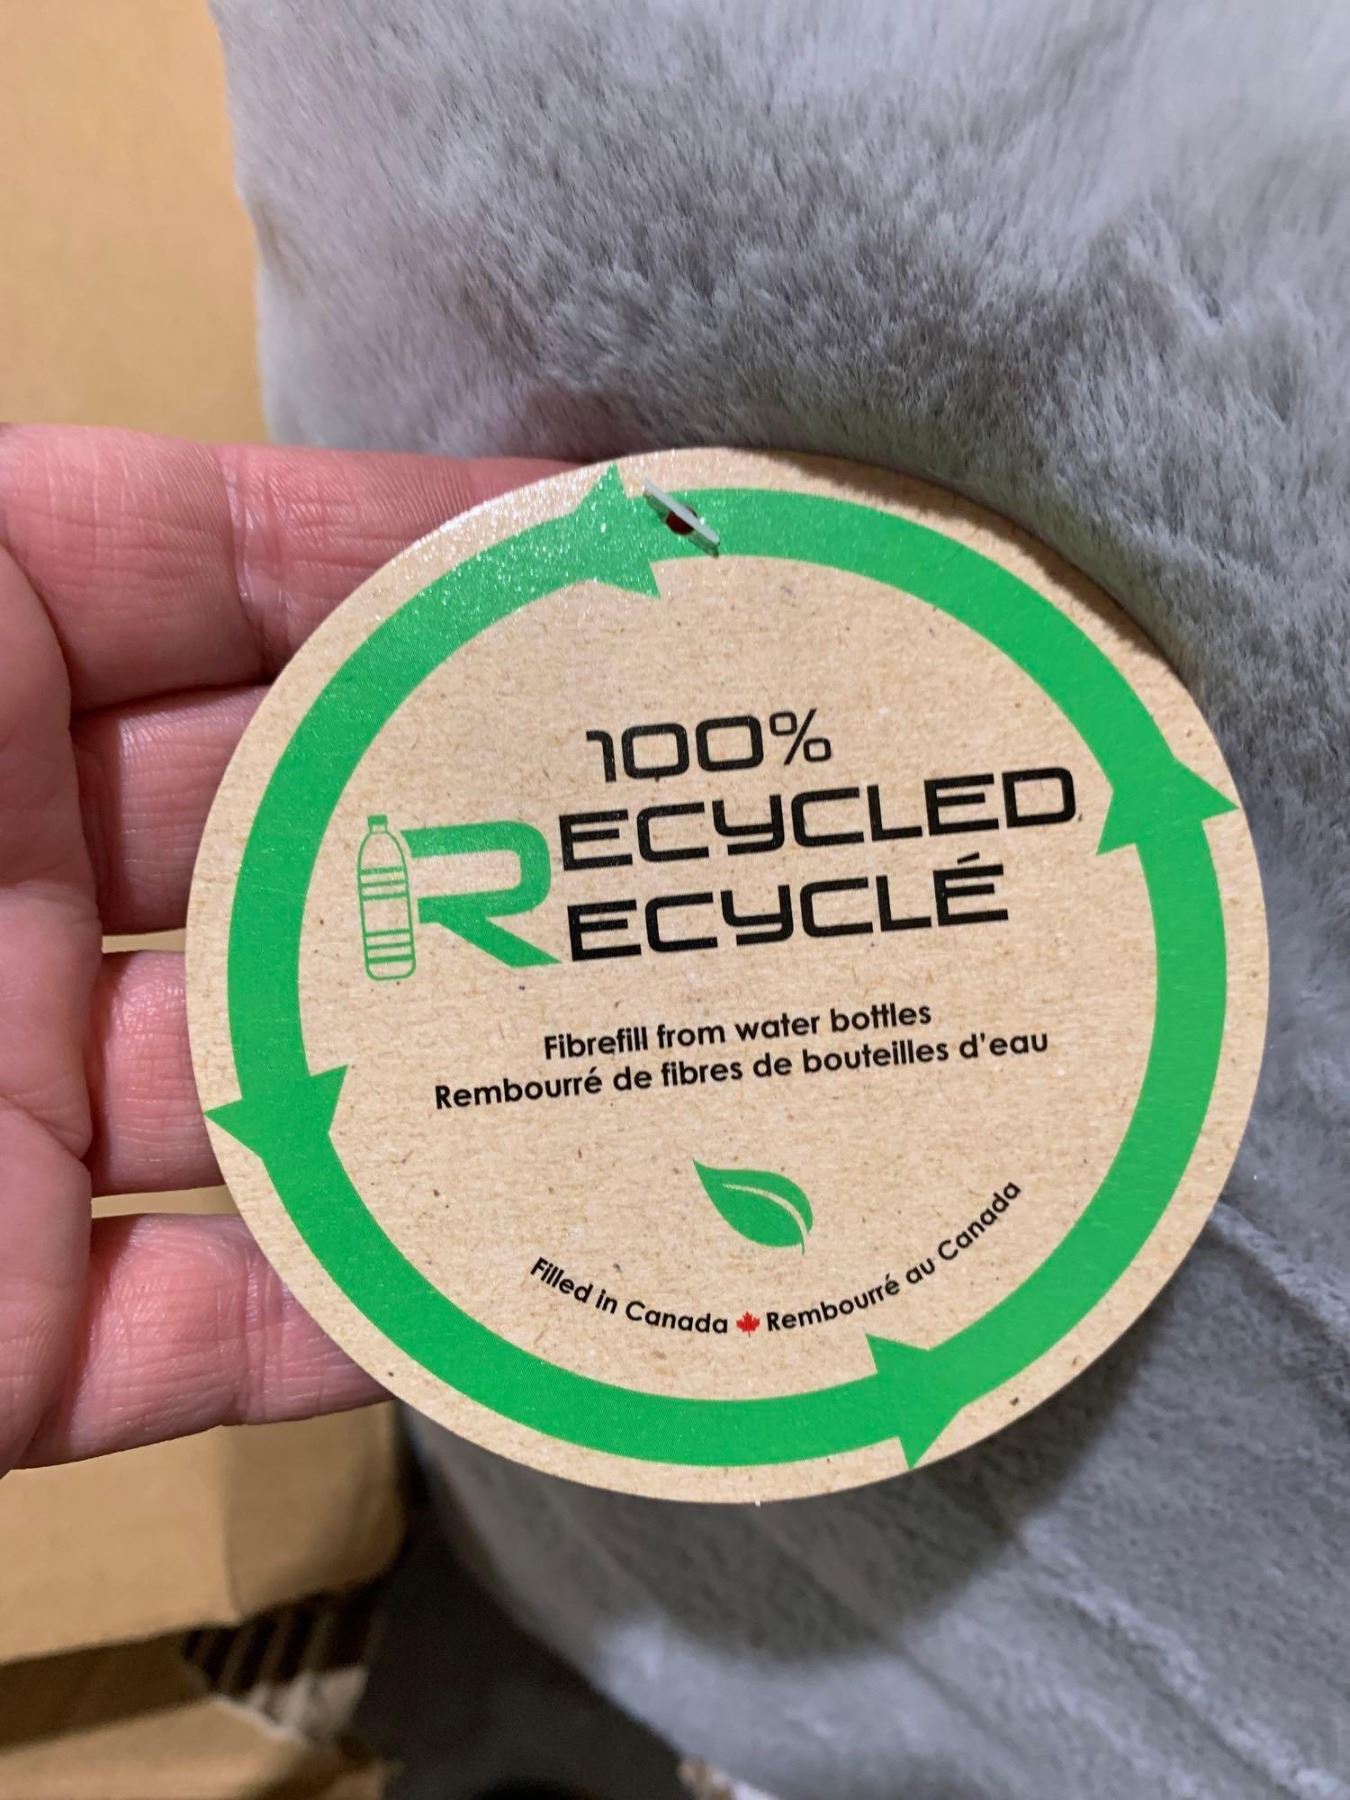 100%
RECYCLED
RECYCLÉ
Fibrefill from water bottles
Rembourré de fibres de bouteilles d'eau
Filled in Canada 🍁 Rembourré au Canada